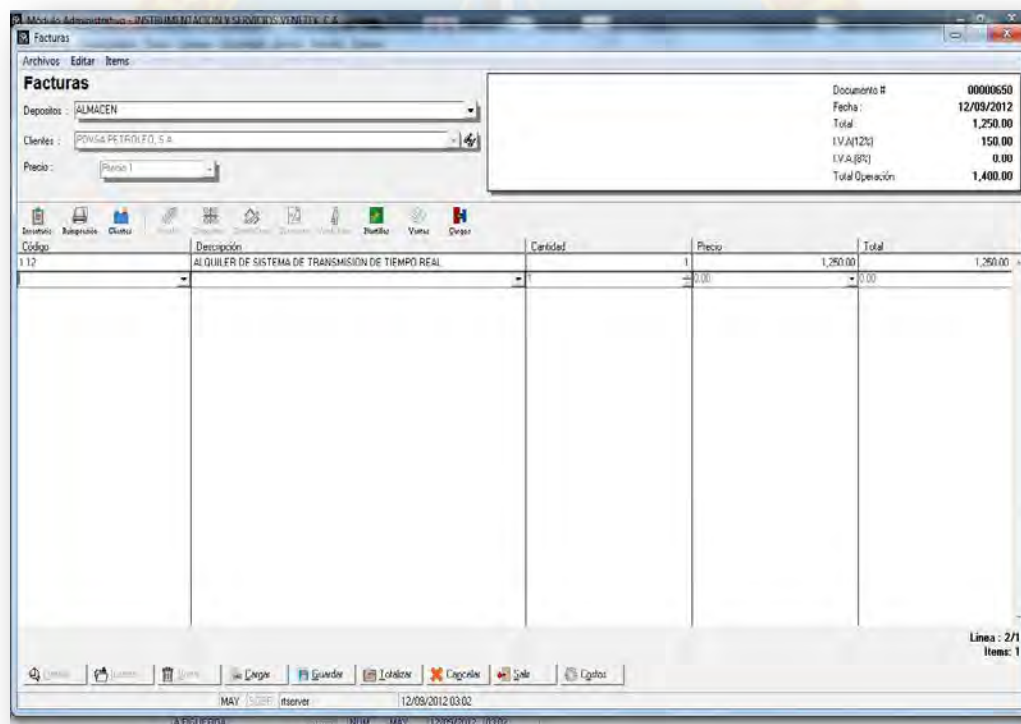 Módulo Administrativo - INSTRUMENTACION Y SERVICIOS VENETEK, C.A.
Facturas
Archivos Editar Items
Facturas
Depositos : ALMACEN
Clientes : PDVSA PETROLEO, S.A.
Precio : Precio 1
Documento # 00000650
Fecha : 12/09/2012
Total 1,250.00
I.V.A(12%) 150.00
I.V.A.(8%) 0.00
Total Operación 1,400.00
Inventario Reimpresión Clientes Plantillas Ventas Cargos
Código Descripción Cantidad Precio Total
1.12 ALQUILER DE SISTEMA DE TRANSMISION DE TIEMPO REAL 1 1,250.00 1,250.00
1 0.00 0.00
Linea : 2/1
Items: 1
Cargar Guardar Totalizar Cancelar Salir Costos
MAY SOBR itserver 12/09/2012 03:02
NUM MAY 12/09/2012 03:02